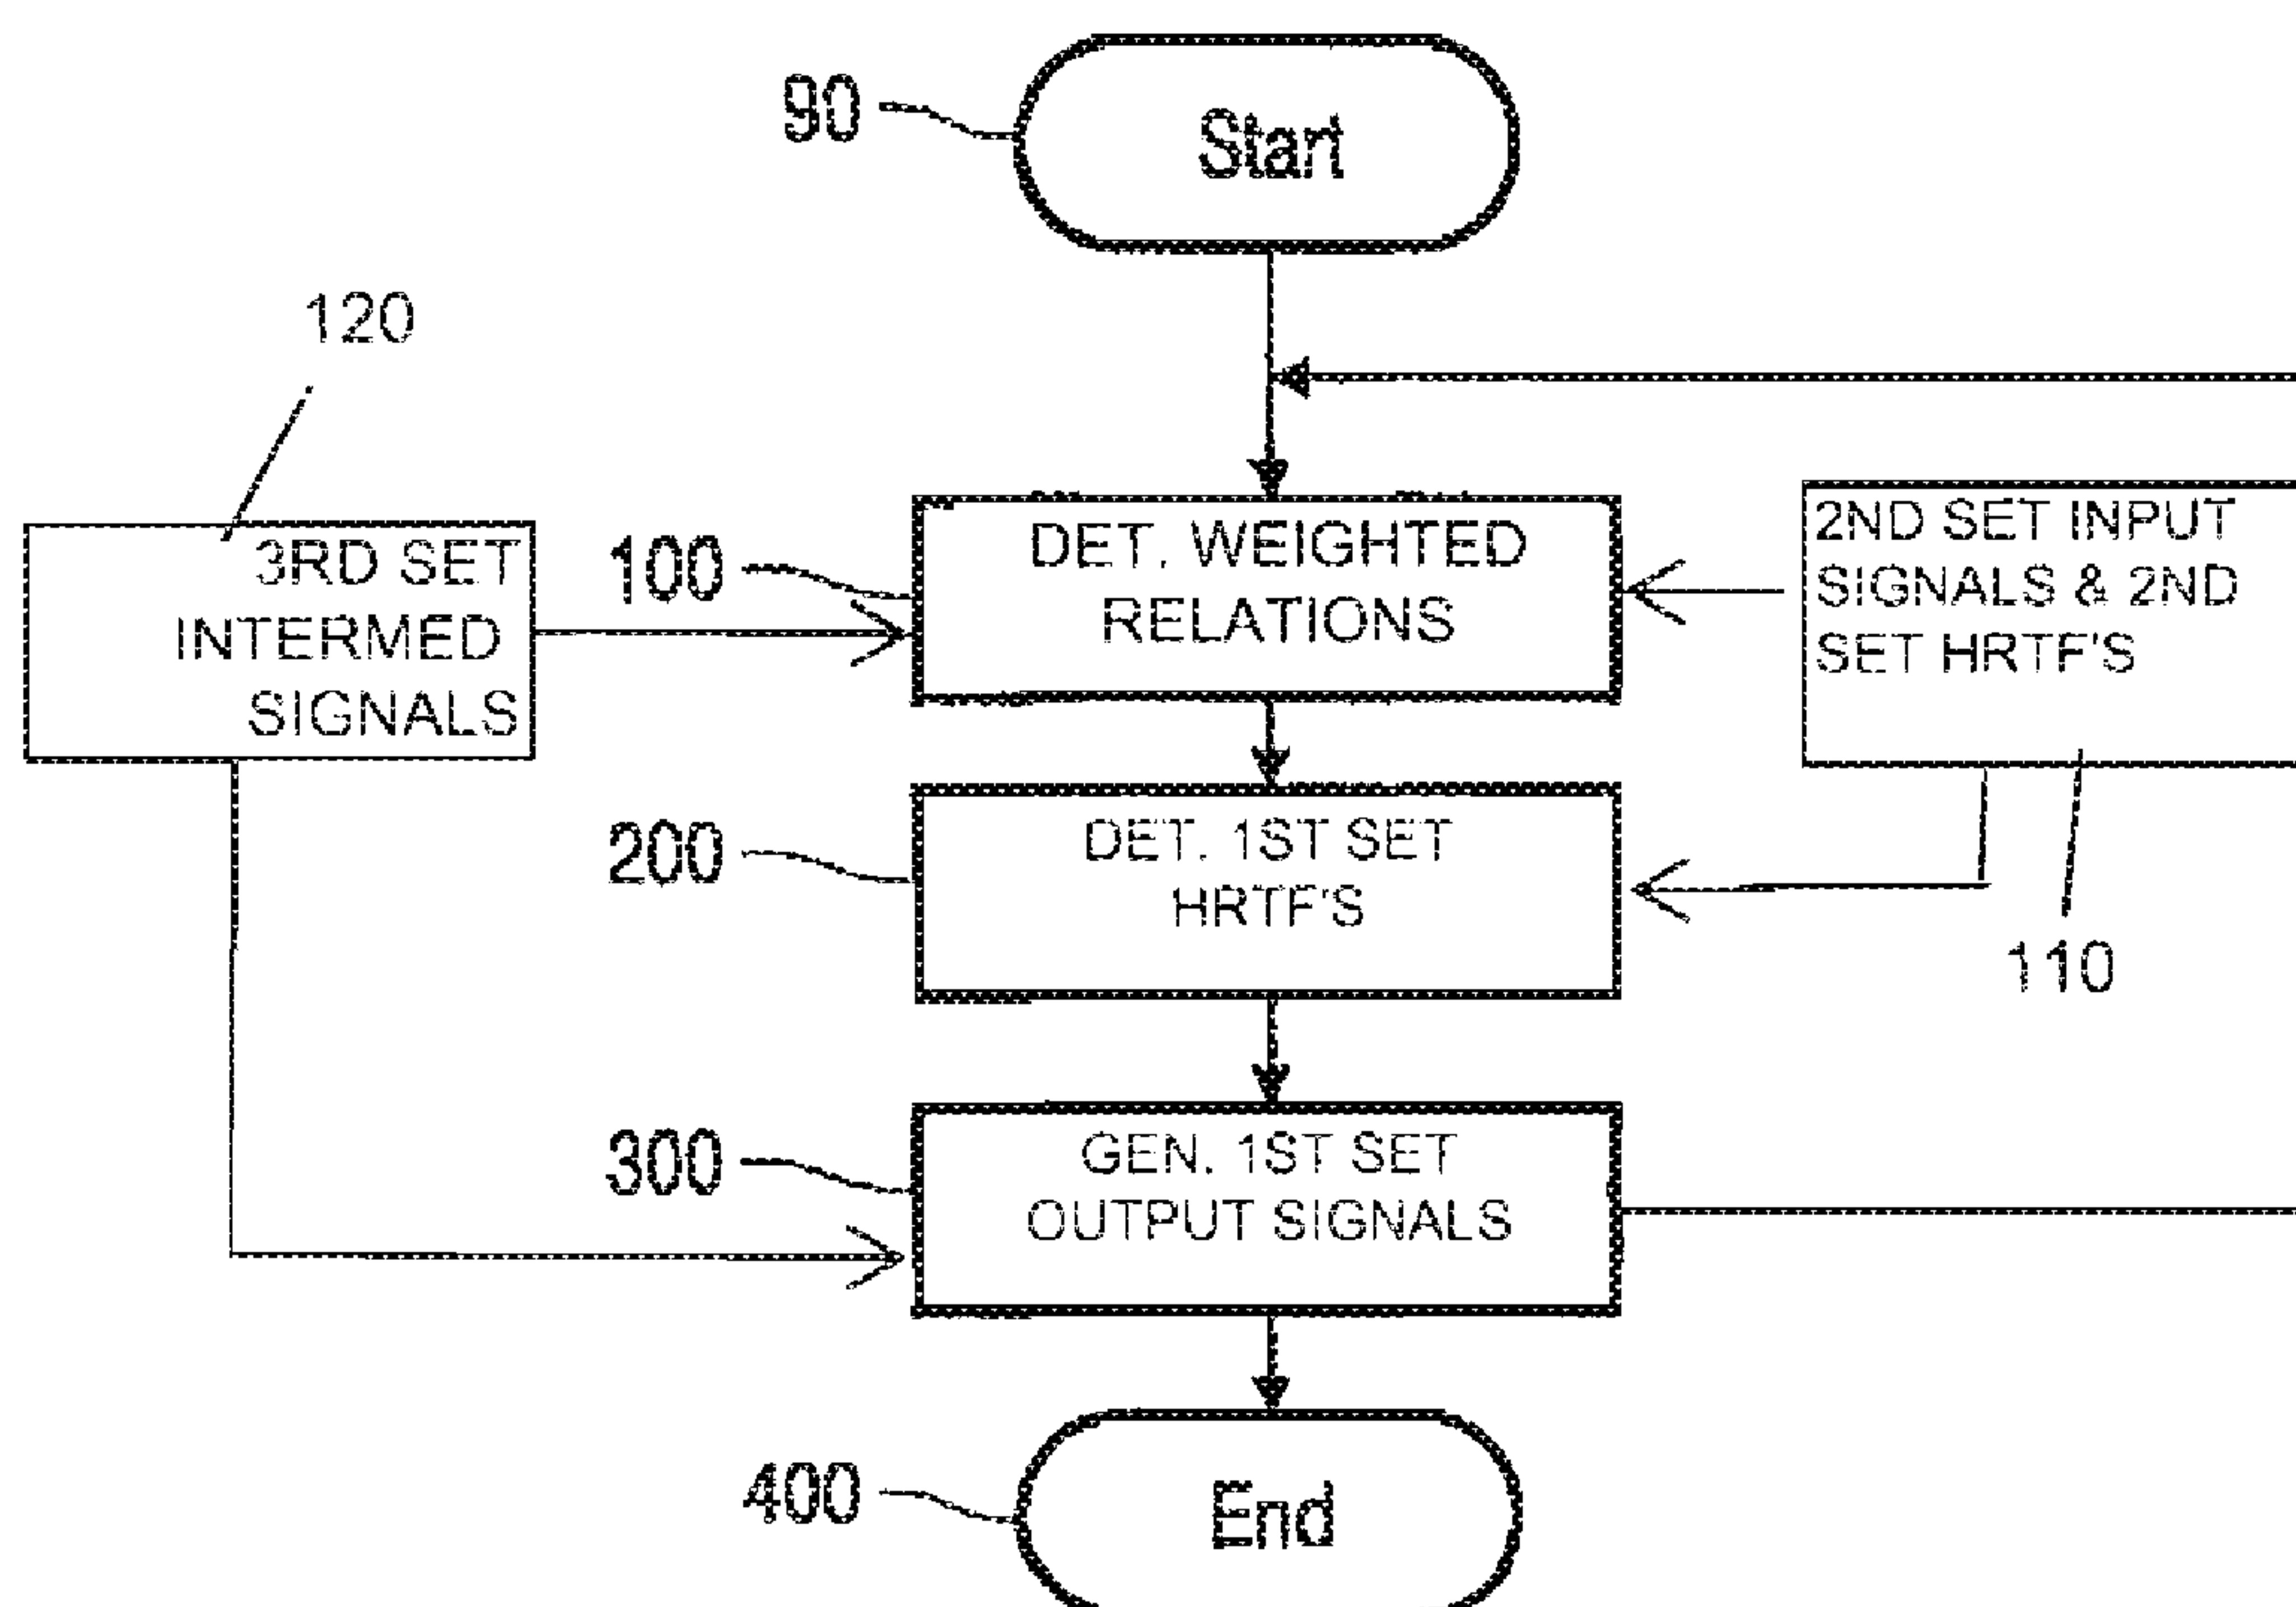 90
Start
120
3RD SET
INTERMED
SIGNALS
100
DET. WEIGHTED
RELATIONS
2ND SET INPUT
SIGNALS & 2ND
SET HRTF'S
110
200
DET. 1ST SET
HRTF'S
300
GEN. 1ST SET
OUTPUT SIGNALS
400
End